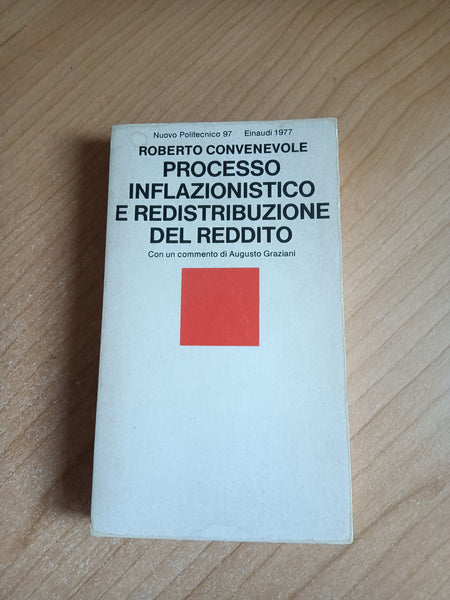 Nuovo Politecnico 97 Einaudi 1977
ROBERTO CONVENEVOLE
PROCESSO
INFLAZIONISTICO
E REDISTRIBUZIONE
DEL REDDITO
Con un commento di Augusto Graziani